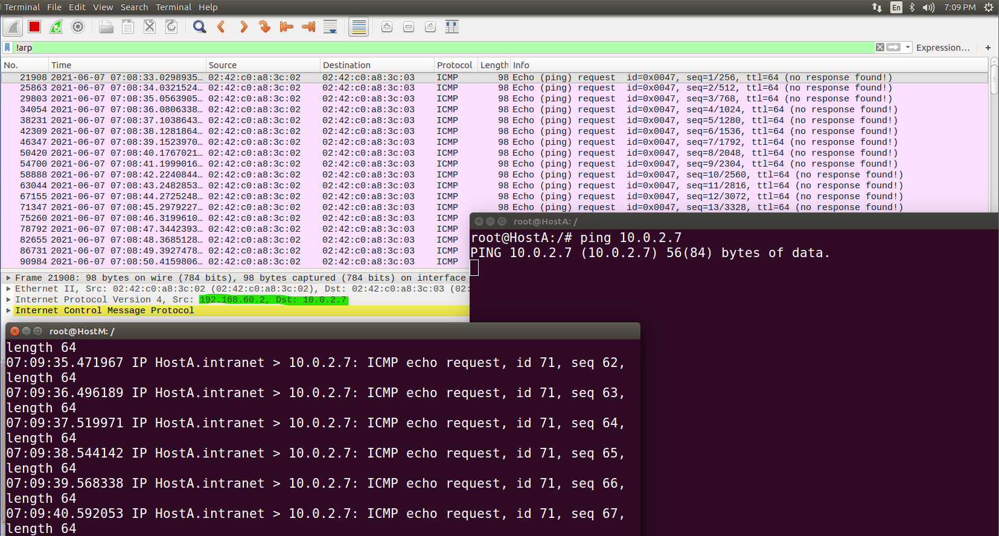 Terminal File Edit View Search Terminal Help En 7:09 PM
!arp Expression… +
No. Time Source Destination Protocol Length Info
21908 2021-06-07 07:08:33.0298935… 02:42:c0:a8:3c:02 02:42:c0:a8:3c:03 ICMP 98 Echo (ping) request id=0x0047, seq=1/256, ttl=64 (no response found!)
25863 2021-06-07 07:08:34.0321524… 02:42:c0:a8:3c:02 02:42:c0:a8:3c:03 ICMP 98 Echo (ping) request id=0x0047, seq=2/512, ttl=64 (no response found!)
29803 2021-06-07 07:08:35.0563905… 02:42:c0:a8:3c:02 02:42:c0:a8:3c:03 ICMP 98 Echo (ping) request id=0x0047, seq=3/768, ttl=64 (no response found!)
34054 2021-06-07 07:08:36.0806338… 02:42:c0:a8:3c:02 02:42:c0:a8:3c:03 ICMP 98 Echo (ping) request id=0x0047, seq=4/1024, ttl=64 (no response found!)
38231 2021-06-07 07:08:37.1038643… 02:42:c0:a8:3c:02 02:42:c0:a8:3c:03 ICMP 98 Echo (ping) request id=0x0047, seq=5/1280, ttl=64 (no response found!)
42309 2021-06-07 07:08:38.1281864… 02:42:c0:a8:3c:02 02:42:c0:a8:3c:03 ICMP 98 Echo (ping) request id=0x0047, seq=6/1536, ttl=64 (no response found!)
46347 2021-06-07 07:08:39.1523970… 02:42:c0:a8:3c:02 02:42:c0:a8:3c:03 ICMP 98 Echo (ping) request id=0x0047, seq=7/1792, ttl=64 (no response found!)
50420 2021-06-07 07:08:40.1767021… 02:42:c0:a8:3c:02 02:42:c0:a8:3c:03 ICMP 98 Echo (ping) request id=0x0047, seq=8/2048, ttl=64 (no response found!)
54700 2021-06-07 07:08:41.1999016… 02:42:c0:a8:3c:02 02:42:c0:a8:3c:03 ICMP 98 Echo (ping) request id=0x0047, seq=9/2304, ttl=64 (no response found!)
58888 2021-06-07 07:08:42.2240844… 02:42:c0:a8:3c:02 02:42:c0:a8:3c:03 ICMP 98 Echo (ping) request id=0x0047, seq=10/2560, ttl=64 (no response found!)
63044 2021-06-07 07:08:43.2482853… 02:42:c0:a8:3c:02 02:42:c0:a8:3c:03 ICMP 98 Echo (ping) request id=0x0047, seq=11/2816, ttl=64 (no response found!)
67155 2021-06-07 07:08:44.2725248… 02:42:c0:a8:3c:02 02:42:c0:a8:3c:03 ICMP 98 Echo (ping) request id=0x0047, seq=12/3072, ttl=64 (no response found!)
71347 2021-06-07 07:08:45.2979227… 02:42:c0:a8:3c:02 02:42:c0:a8:3c:03 ICMP 98 Echo (ping) request id=0x0047, seq=13/3328, ttl=64 (no response found!)
75260 2021-06-07 07:08:46.3199610… 02:42:c0:a8:3c:02 02:42:c0:a8:3c:03 ICMP
78792 2021-06-07 07:08:47.3442393… 02:42:c0:a8:3c:02 02:42:c0:a8:3c:03 ICMP
82655 2021-06-07 07:08:48.3685128… 02:42:c0:a8:3c:02 02:42:c0:a8:3c:03 ICMP
86731 2021-06-07 07:08:49.3927478… 02:42:c0:a8:3c:02 02:42:c0:a8:3c:03 ICMP
90984 2021-06-07 07:08:50.4159806… 02:42:c0:a8:3c:02 02:42:c0:a8:3c:03 ICMP
Frame 21908: 98 bytes on wire (784 bits), 98 bytes captured (784 bits) on interface
Ethernet II, Src: 02:42:c0:a8:3c:02 (02:42:c0:a8:3c:02), Dst: 02:42:c0:a8:3c:03 (02:
Internet Protocol Version 4, Src: 192.168.60.2, Dst: 10.0.2.7
Internet Control Message Protocol
root@HostA: /
root@HostA:/# ping 10.0.2.7
PING 10.0.2.7 (10.0.2.7) 56(84) bytes of data.
root@HostM: /
length 64
07:09:35.471967 IP HostA.intranet > 10.0.2.7: ICMP echo request, id 71, seq 62,
length 64
07:09:36.496189 IP HostA.intranet > 10.0.2.7: ICMP echo request, id 71, seq 63,
length 64
07:09:37.519971 IP HostA.intranet > 10.0.2.7: ICMP echo request, id 71, seq 64,
length 64
07:09:38.544142 IP HostA.intranet > 10.0.2.7: ICMP echo request, id 71, seq 65,
length 64
07:09:39.568338 IP HostA.intranet > 10.0.2.7: ICMP echo request, id 71, seq 66,
length 64
07:09:40.592053 IP HostA.intranet > 10.0.2.7: ICMP echo request, id 71, seq 67,
length 64